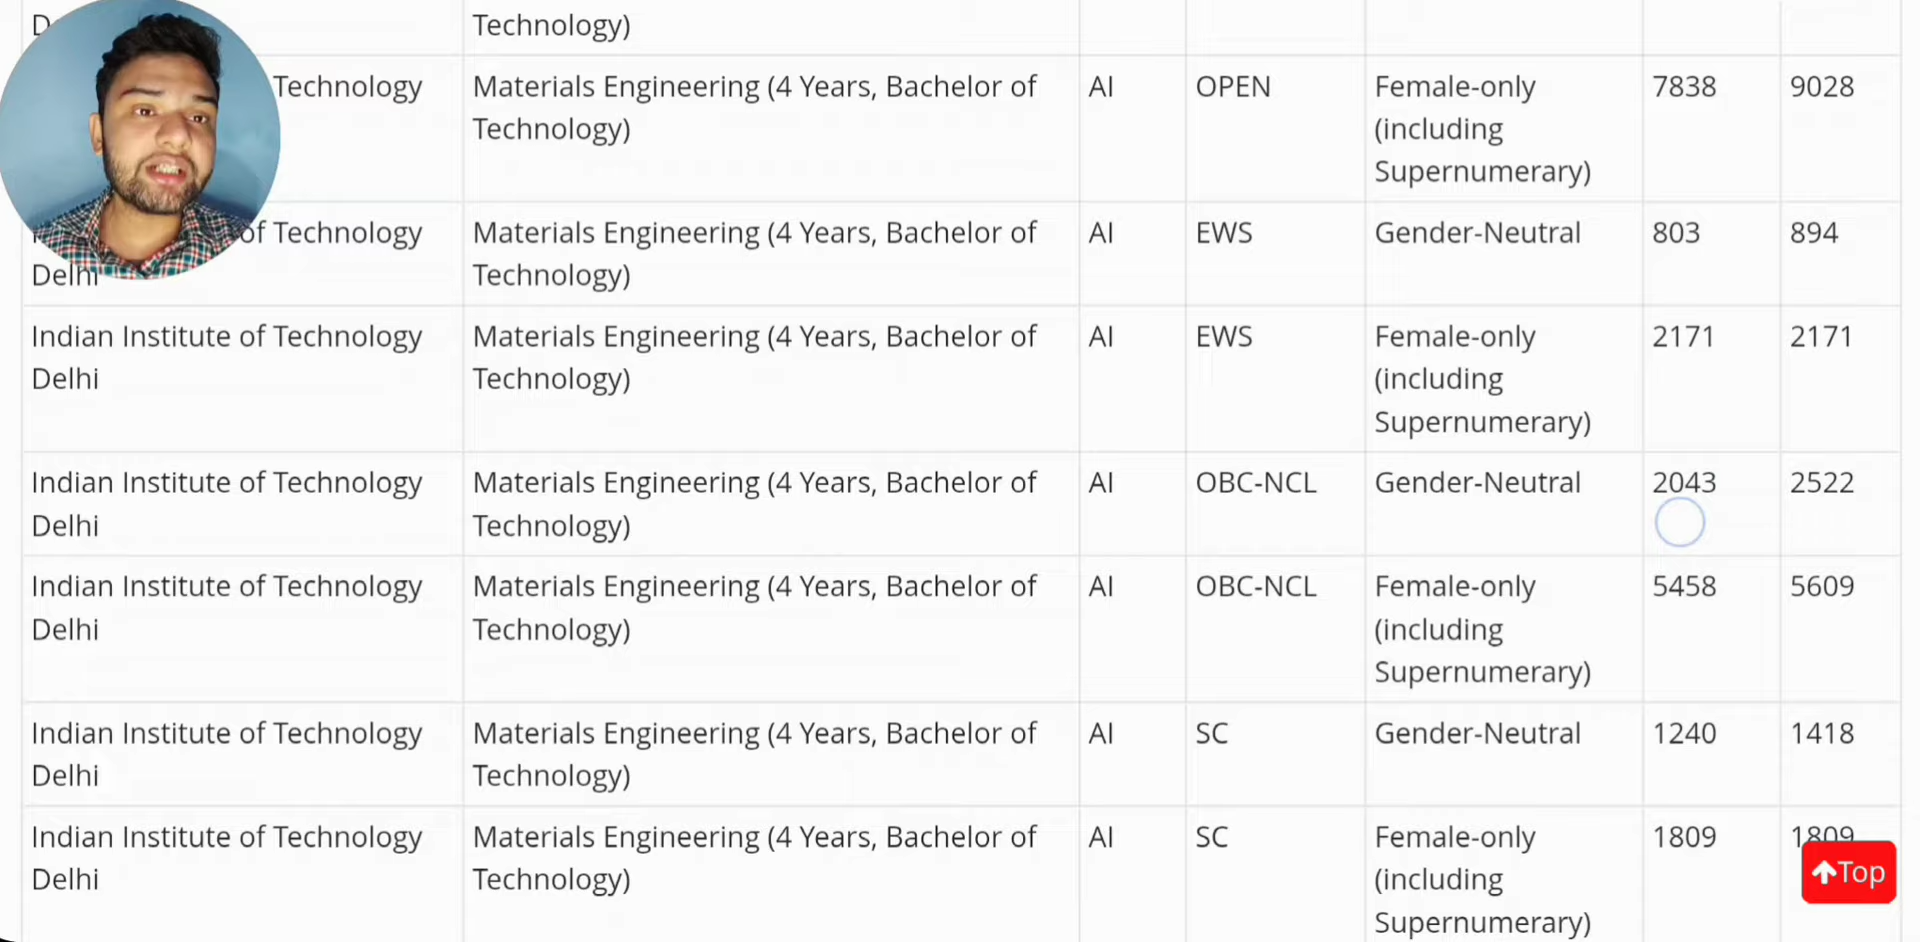 Technology)
Technology
Materials Engineering (4 Years, Bachelor of
Technology)
AI
OPEN
Female-only
(including
Supernumerary)
7838
9028
of Technology
Delhi
Materials Engineering (4 Years, Bachelor of
Technology)
AI
EWS
Gender-Neutral
803
894
Indian Institute of Technology
Delhi
Materials Engineering (4 Years, Bachelor of
Technology)
AI
EWS
Female-only
(including
Supernumerary)
2171
2171
Indian Institute of Technology
Delhi
Materials Engineering (4 Years, Bachelor of
Technology)
AI
OBC-NCL
Gender-Neutral
2043
2522
Indian Institute of Technology
Delhi
Materials Engineering (4 Years, Bachelor of
Technology)
AI
OBC-NCL
Female-only
(including
Supernumerary)
5458
5609
Indian Institute of Technology
Delhi
Materials Engineering (4 Years, Bachelor of
Technology)
AI
SC
Gender-Neutral
1240
1418
Indian Institute of Technology
Delhi
Materials Engineering (4 Years, Bachelor of
Technology)
AI
SC
Female-only
(including
Supernumerary)
1809
1809
Top